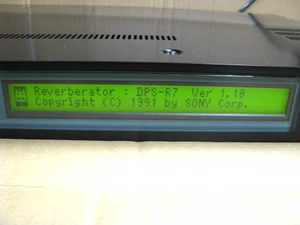 Reverberator : DPS-R7 Ver 1.10
Copyright (C) 1991 by SONY Corp.